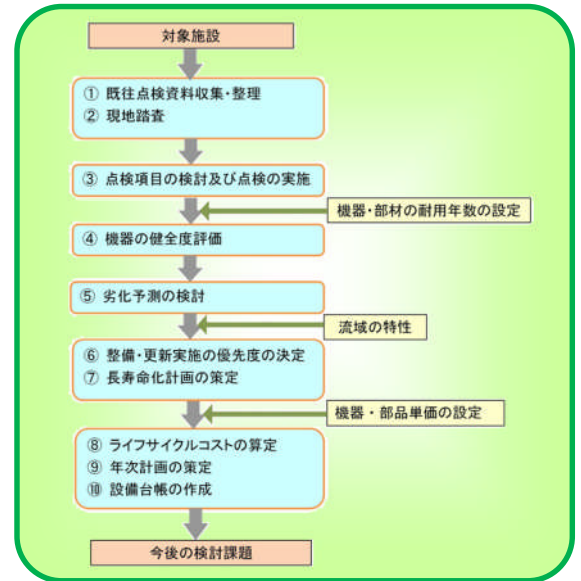 対象施設
① 既往点検資料収集・整理
② 現地踏査
③ 点検項目の検討及び点検の実施
機器・部材の耐用年数の設定
④ 機器の健全度評価
⑤ 劣化予測の検討
流域の特性
⑥ 整備・更新実施の優先度の決定
⑦ 長寿命化計画の策定
機器・部品単価の設定
⑧ ライフサイクルコストの算定
⑨ 年次計画の策定
⑩ 設備台帳の作成
今後の検討課題